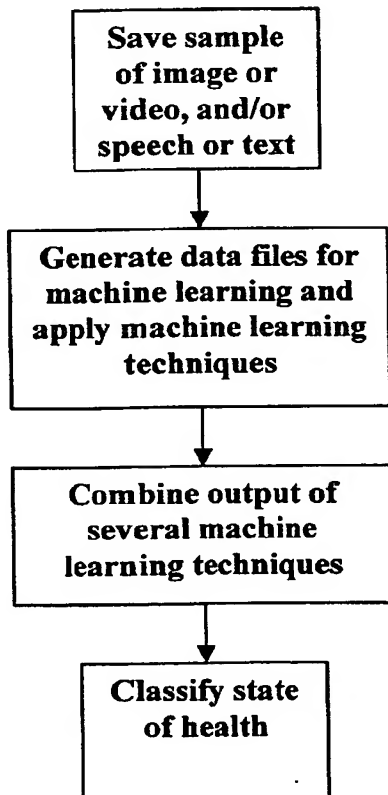 Save sample
of image or
video, and/or
speech or text
Generate data files for
machine learning and
apply machine learning
techniques
Combine output of
several machine
learning techniques
Classify state
of health